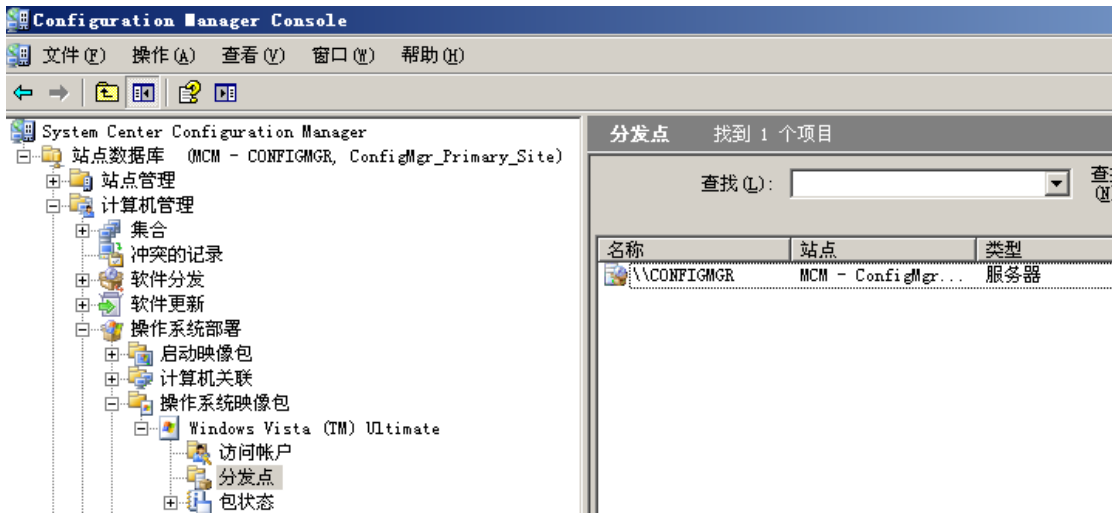 Configuration Manager Console
文件(F) 操作(A) 查看(V) 窗口(W) 帮助(H)
System Center Configuration Manager
站点数据库 (MCM - CONFIGMGR, ConfigMgr_Primary_Site)
站点管理
计算机管理
集合
冲突的记录
软件分发
软件更新
操作系统部署
启动映像包
计算机关联
操作系统映像包
Windows Vista (TM) Ultimate
访问帐户
分发点
包状态
分发点 找到 1 个项目
查找(L):
名称 站点 类型
\\CONFIGMGR MCM - ConfigMgr... 服务器